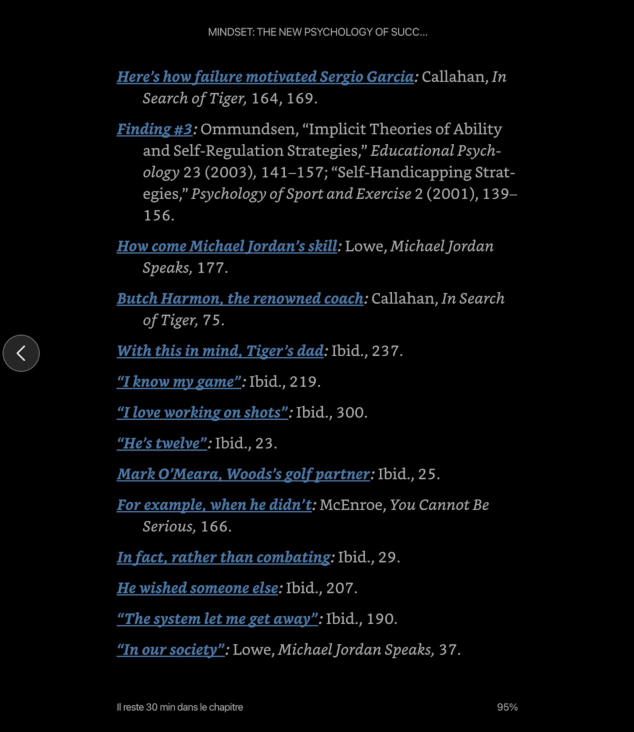 MINDSET: THE NEW PSYCHOLOGY OF SUCC...
Here’s how failure motivated Sergio Garcia: Callahan, In
Search of Tiger, 164, 169.
Finding #3: Ommundsen, “Implicit Theories of Ability
and Self-Regulation Strategies,” Educational Psych-
ology 23 (2003), 141–157; “Self-Handicapping Strat-
egies,” Psychology of Sport and Exercise 2 (2001), 139–
156.
How come Michael Jordan’s skill: Lowe, Michael Jordan
Speaks, 177.
Butch Harmon, the renowned coach: Callahan, In Search
of Tiger, 75.
With this in mind, Tiger’s dad: Ibid., 237.
“I know my game”: Ibid., 219.
“I love working on shots”: Ibid., 300.
“He’s twelve”: Ibid., 23.
Mark O’Meara, Woods’s golf partner: Ibid., 25.
For example, when he didn’t: McEnroe, You Cannot Be
Serious, 166.
In fact, rather than combating: Ibid., 29.
He wished someone else: Ibid., 207.
“The system let me get away”: Ibid., 190.
“In our society”: Lowe, Michael Jordan Speaks, 37.
Il reste 30 min dans le chapitre
95%